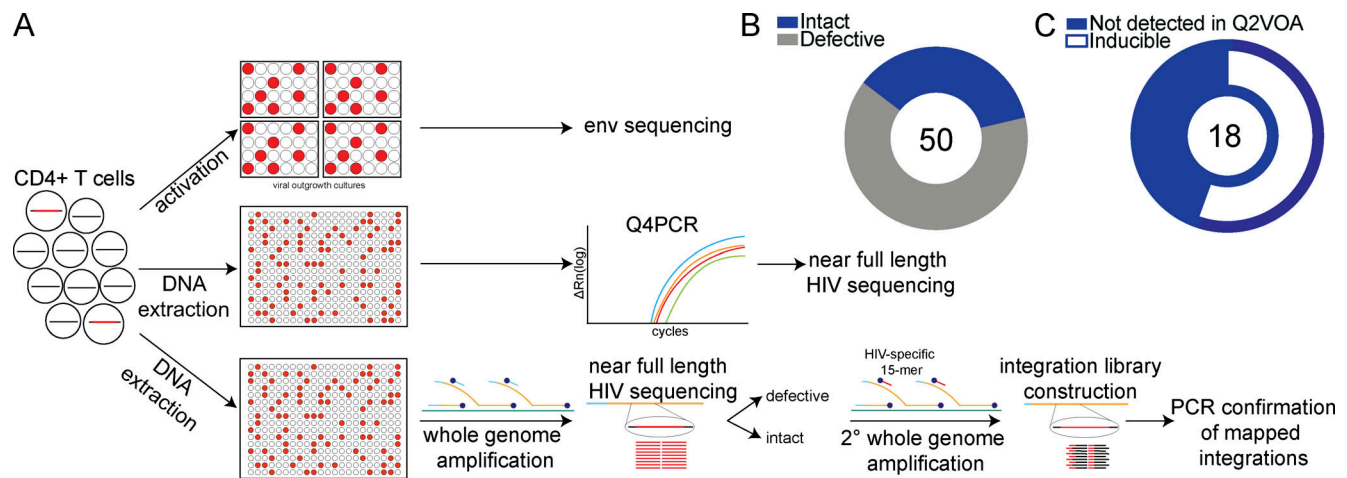 A
CD4+ T cells
activation
viral outgrowth cultures
env sequencing
DNA
extraction
Q4PCR
ΔRn(log)
cycles
near full length
HIV sequencing
DNA
extraction
whole genome
amplification
near full length
HIV sequencing
defective
intact
HIV-specific
15-mer
2° whole genome
amplification
integration library
construction
PCR confirmation
of mapped
integrations
B
Intact
Defective
50
C
Not detected in Q2VOA
Inducible
18